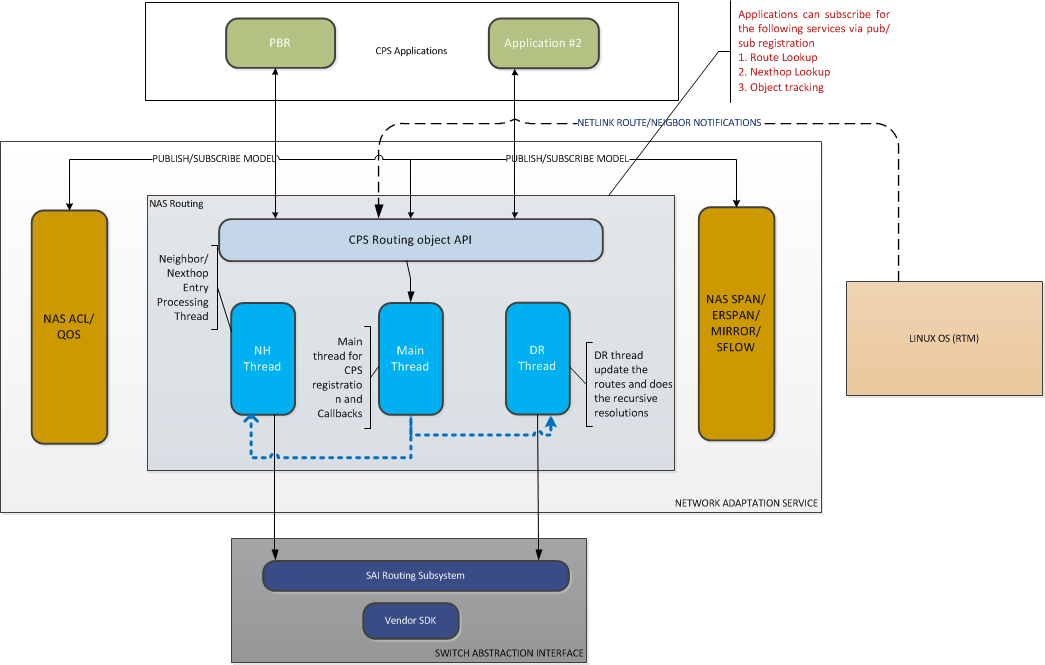 PBR
CPS Applications
Application #2
Applications can subscribe for
the following services via pub/
sub registration
1. Route Lookup
2. Nexthop Lookup
3. Object tracking
NETLINK ROUTE/NEIGBOR NOTIFICATIONS
PUBLISH/SUBSCRIBE MODEL
PUBLISH/SUBSCRIBE MODEL
NAS Routing
CPS Routing object API
Neighbor/
Nexthop
Entry
Processing
Thread
NAS ACL/
QOS
NH
Thread
Main
thread for
CPS
registratio
n and
Callbacks
Main
Thread
DR
Thread
DR thread
update the
routes and does
the recursive
resolutions
NAS SPAN/
ERSPAN/
MIRROR/
SFLOW
LINUX OS (RTM)
NETWORK ADAPTATION SERVICE
SAI Routing Subsystem
Vendor SDK
SWITCH ABSTRACTION INTERFACE